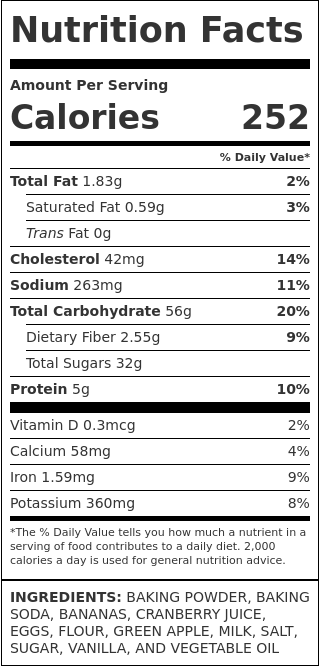 Nutrition Facts
Amount Per Serving
Calories 252
% Daily Value*
Total Fat 1.83g 2%
Saturated Fat 0.59g 3%
Trans Fat 0g
Cholesterol 42mg 14%
Sodium 263mg 11%
Total Carbohydrate 56g 20%
Dietary Fiber 2.55g 9%
Total Sugars 32g
Protein 5g 10%
Vitamin D 0.3mcg 2%
Calcium 58mg 4%
Iron 1.59mg 9%
Potassium 360mg 8%
*The % Daily Value tells you how much a nutrient in a
serving of food contributes to a daily diet. 2,000
calories a day is used for general nutrition advice.
INGREDIENTS: BAKING POWDER, BAKING
SODA, BANANAS, CRANBERRY JUICE,
EGGS, FLOUR, GREEN APPLE, MILK, SALT,
SUGAR, VANILLA, AND VEGETABLE OIL